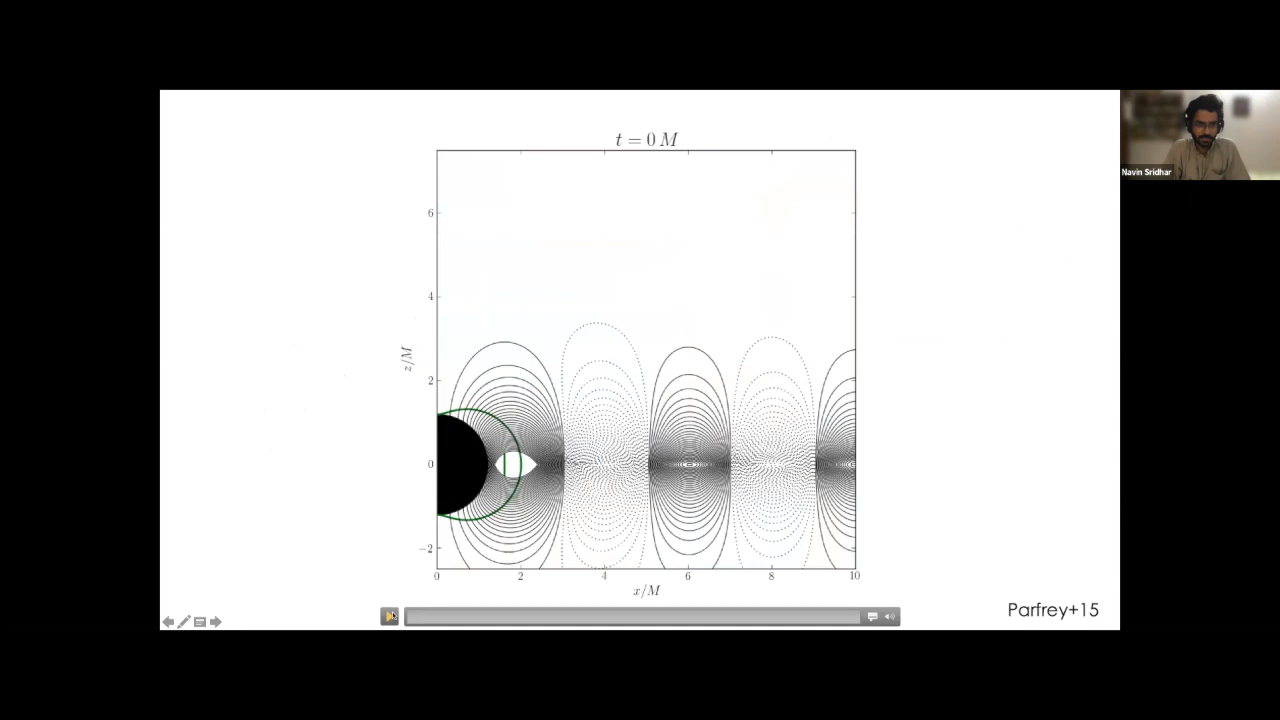 t = 0 M
Navin Sridhar
6
4
z/M
2
0
−2
0 2 4 6 8 10
x/M
Parfrey+15